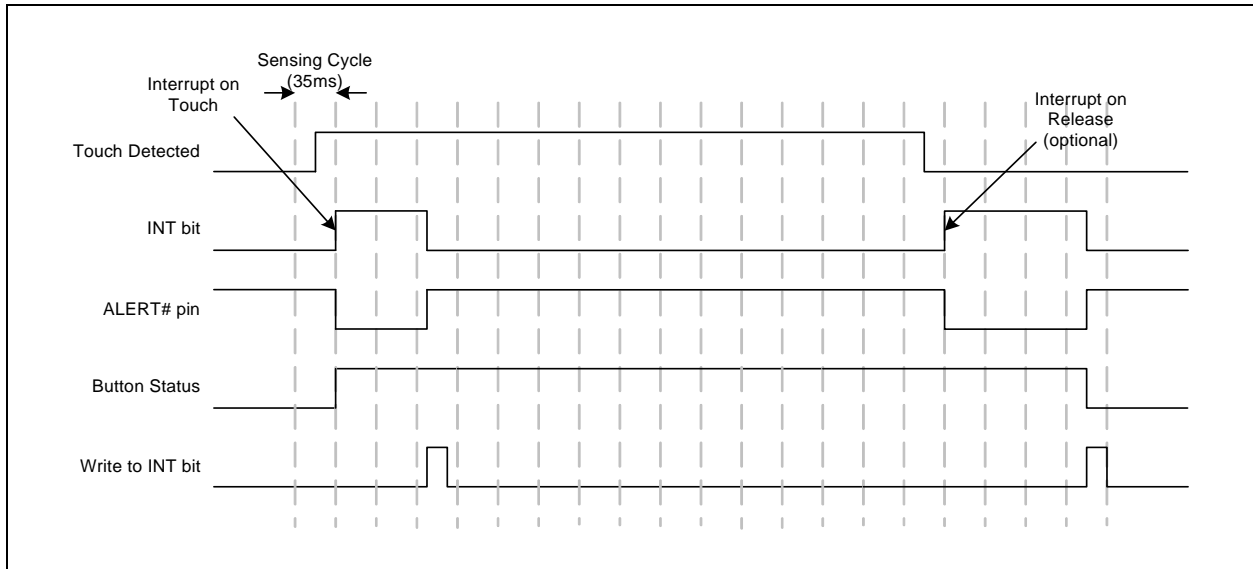 Sensing Cycle
(35ms)
Interrupt on
Touch
Interrupt on
Release
(optional)
Touch Detected
INT bit
ALERT# pin
Button Status
Write to INT bit